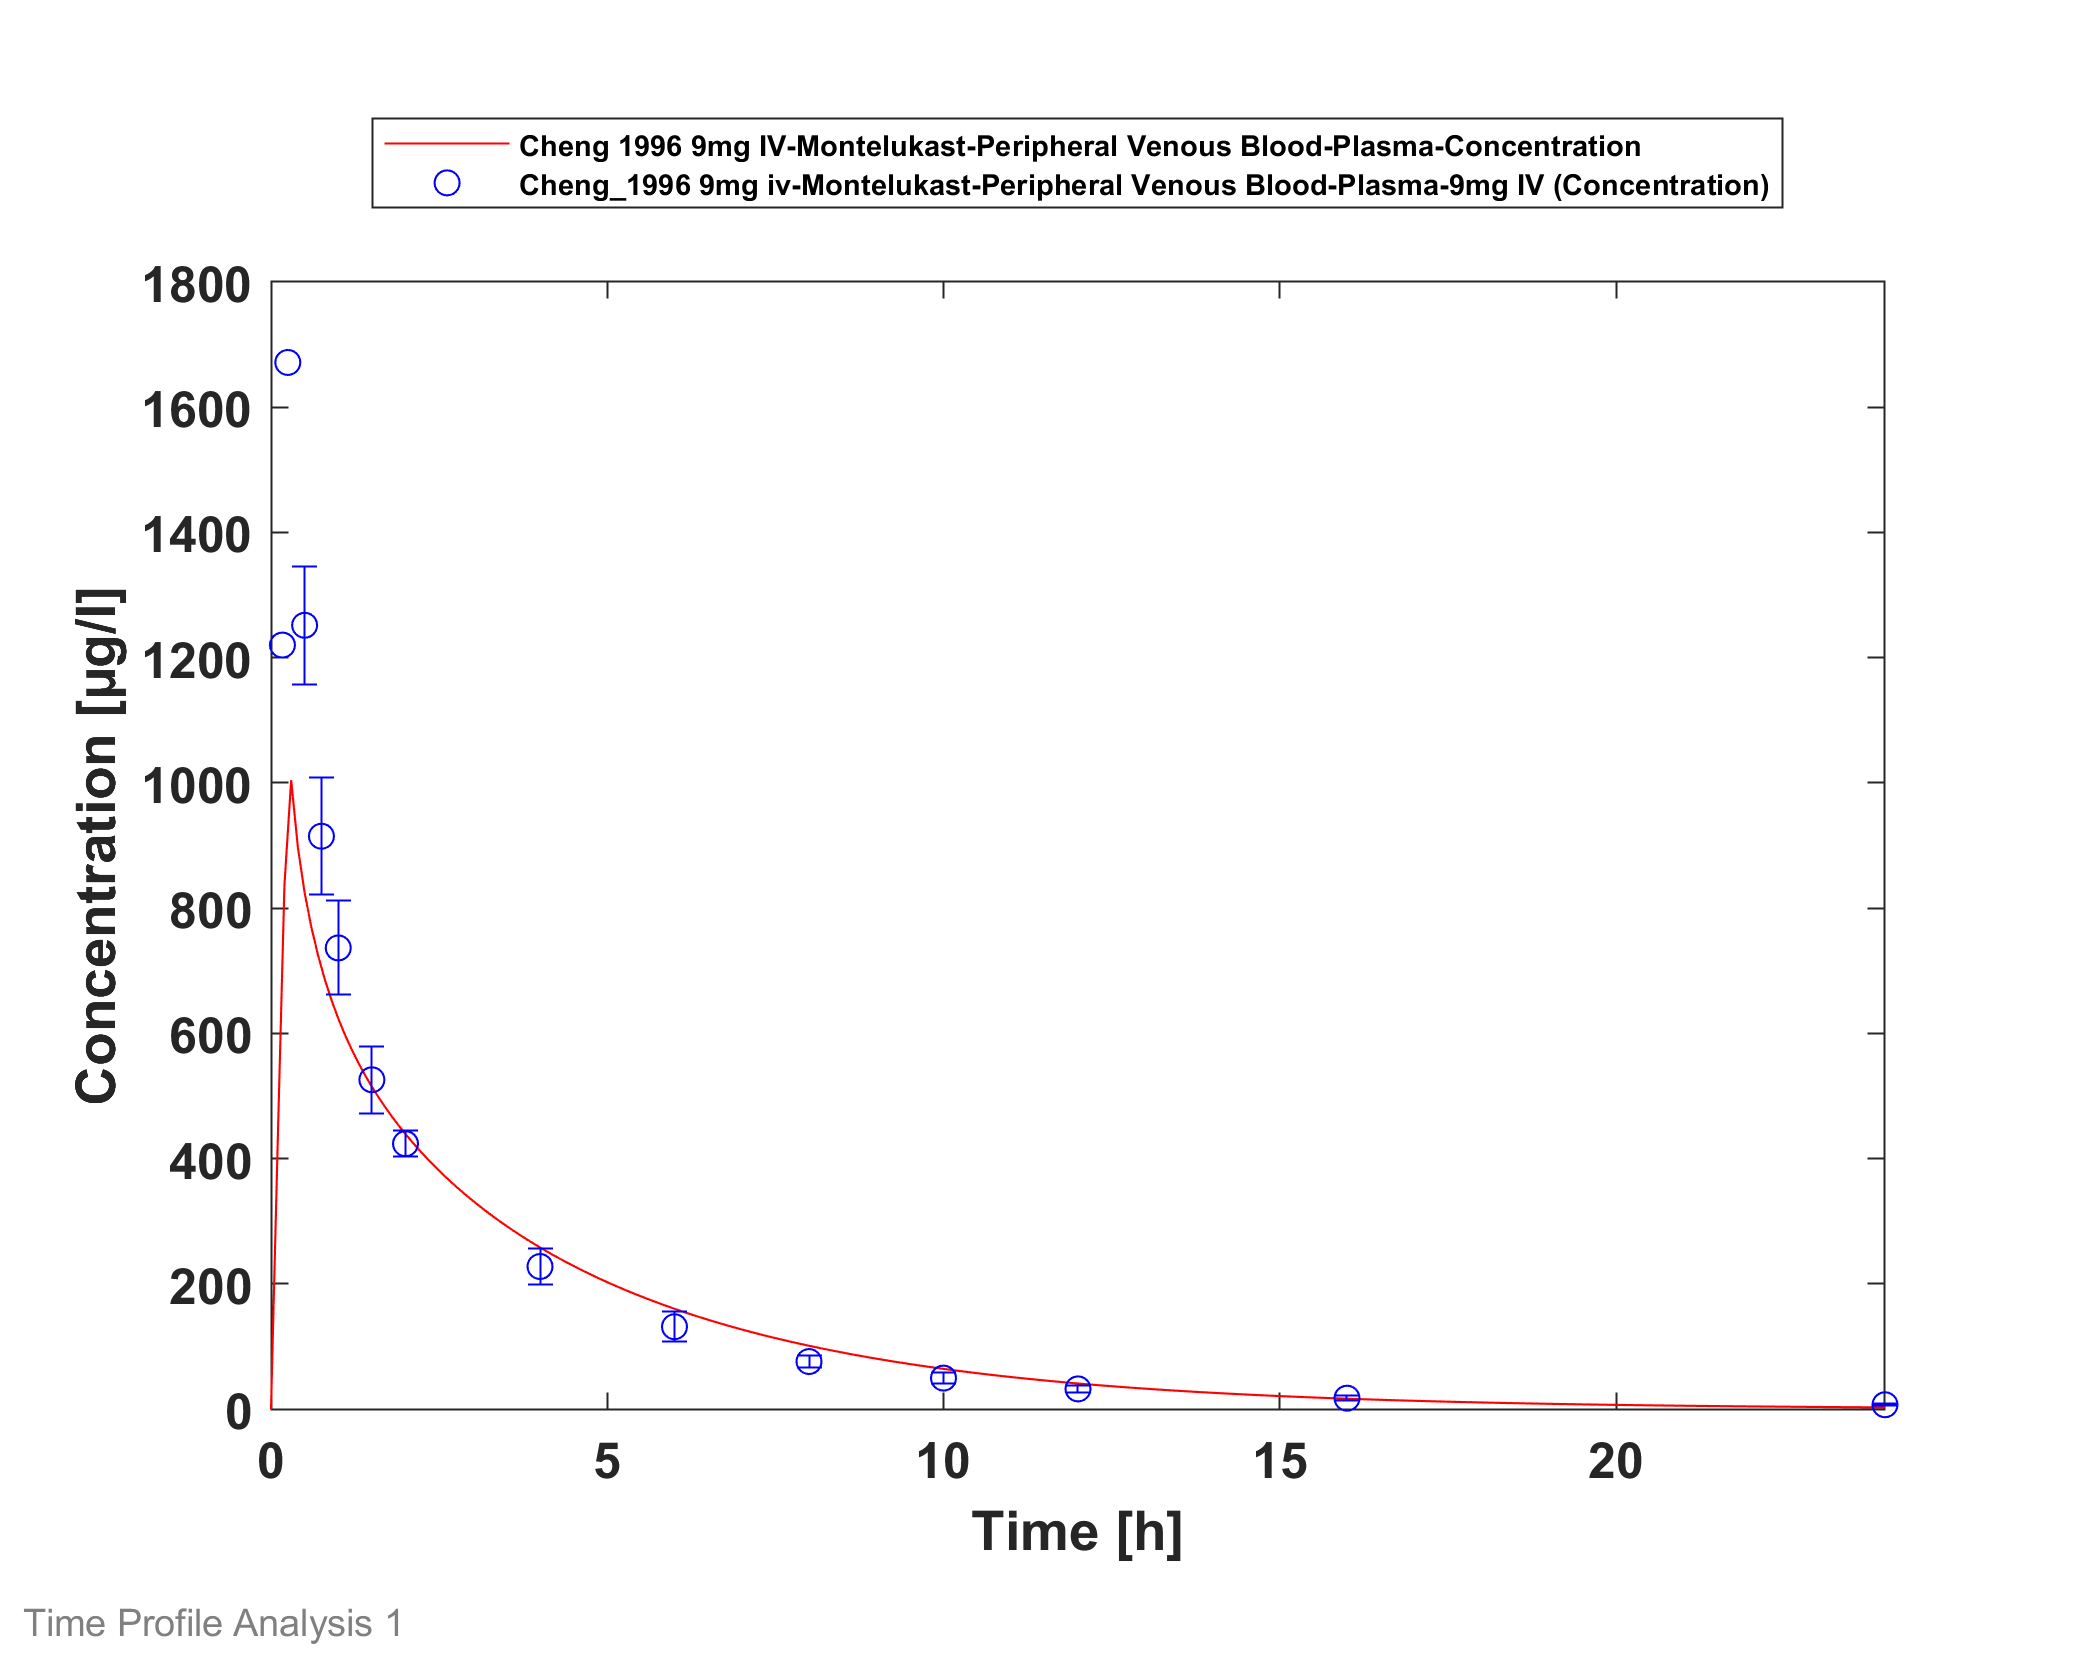 Cheng 1996 9mg IV-Montelukast-Peripheral Venous Blood-Plasma-Concentration
Cheng_1996 9mg iv-Montelukast-Peripheral Venous Blood-Plasma-9mg IV (Concentration)
1800
1600
1400
1200
1000
800
600
400
200
0
Concentration [µg/l]
0 5 10 15 20
Time [h]
Time Profile Analysis 1